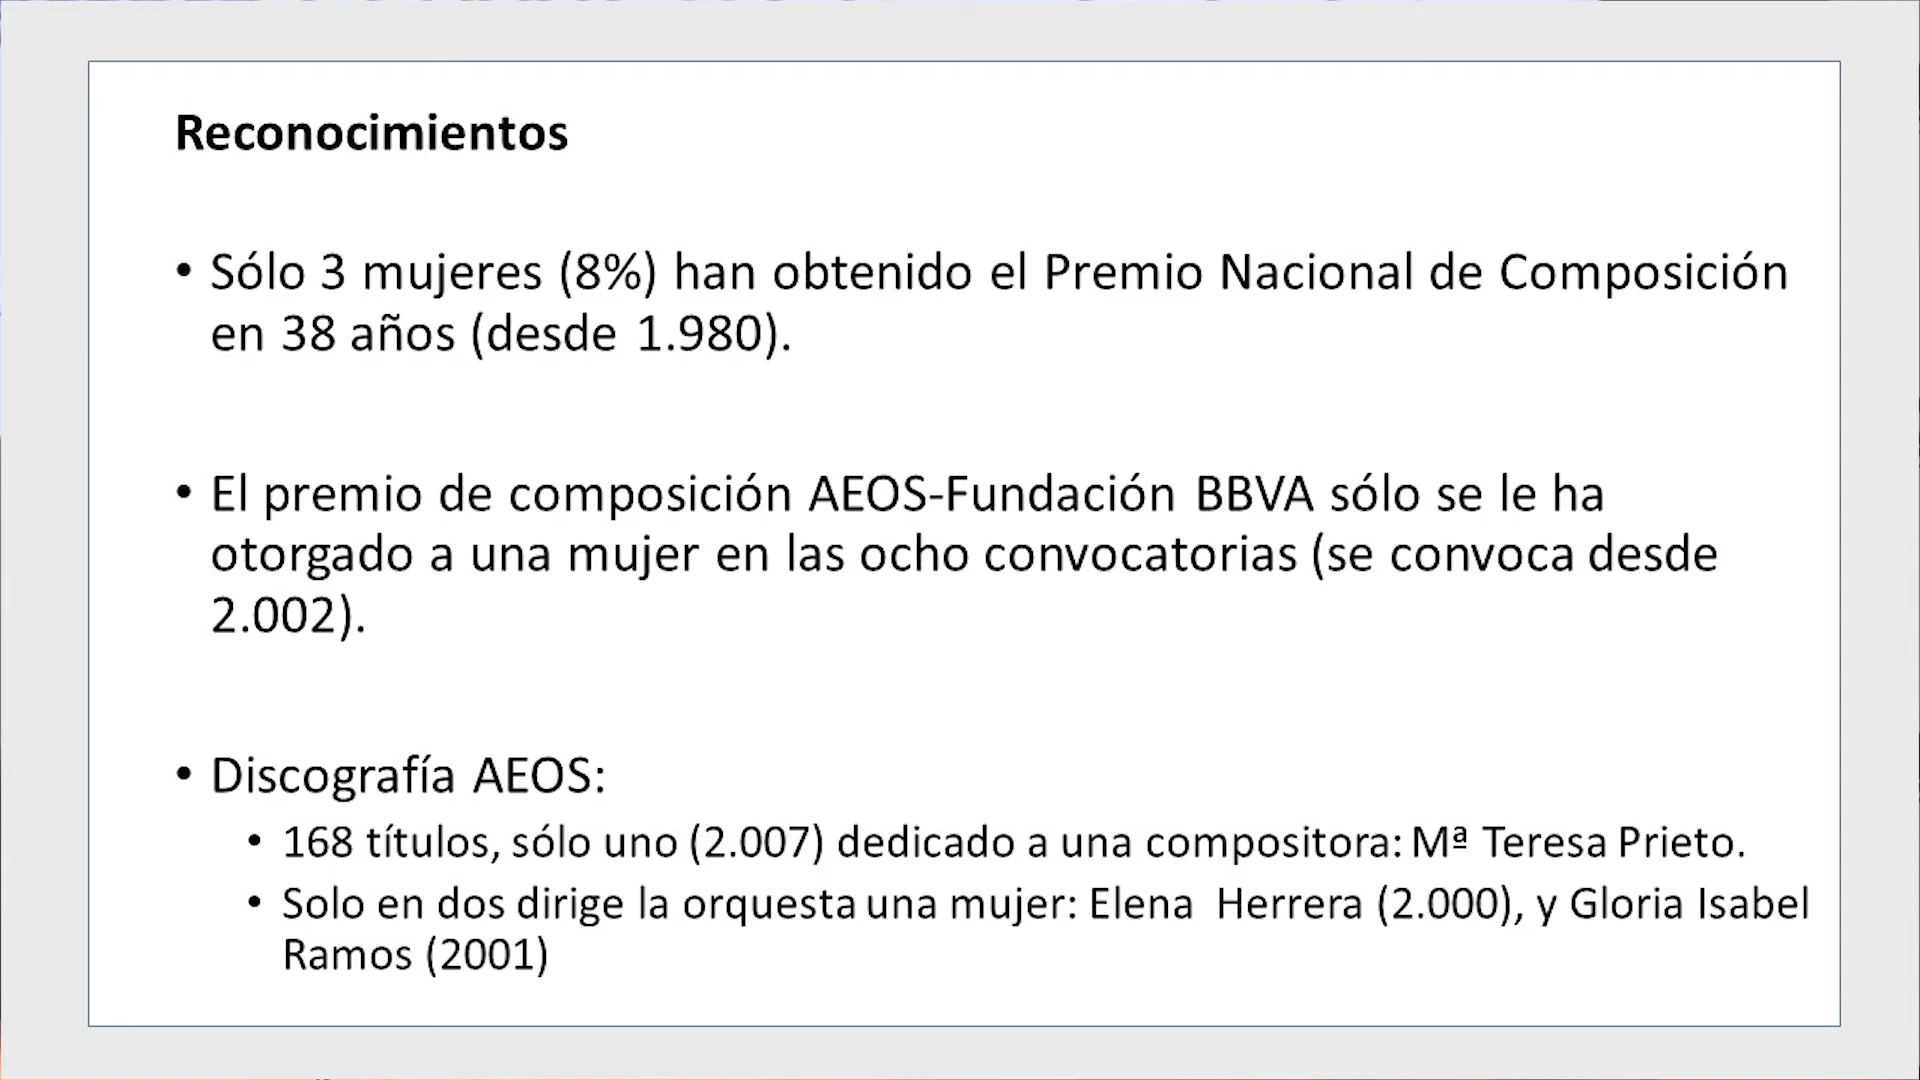 Reconocimientos
• Sólo 3 mujeres (8%) han obtenido el Premio Nacional de Composición
en 38 años (desde 1.980).
• El premio de composición AEOS-Fundación BBVA sólo se le ha
otorgado a una mujer en las ocho convocatorias (se convoca desde
2.002).
• Discografía AEOS:
• 168 títulos, sólo uno (2.007) dedicado a una compositora: Mª Teresa Prieto.
• Solo en dos dirige la orquesta una mujer: Elena Herrera (2.000), y Gloria Isabel
Ramos (2001)